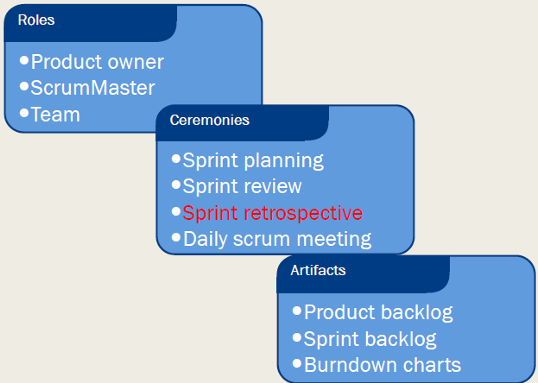 Roles
•Product owner
•ScrumMaster
•Team
Ceremonies
•Sprint planning
•Sprint review
•Sprint retrospective
•Daily scrum meeting
Artifacts
•Product backlog
•Sprint backlog
•Burndown charts